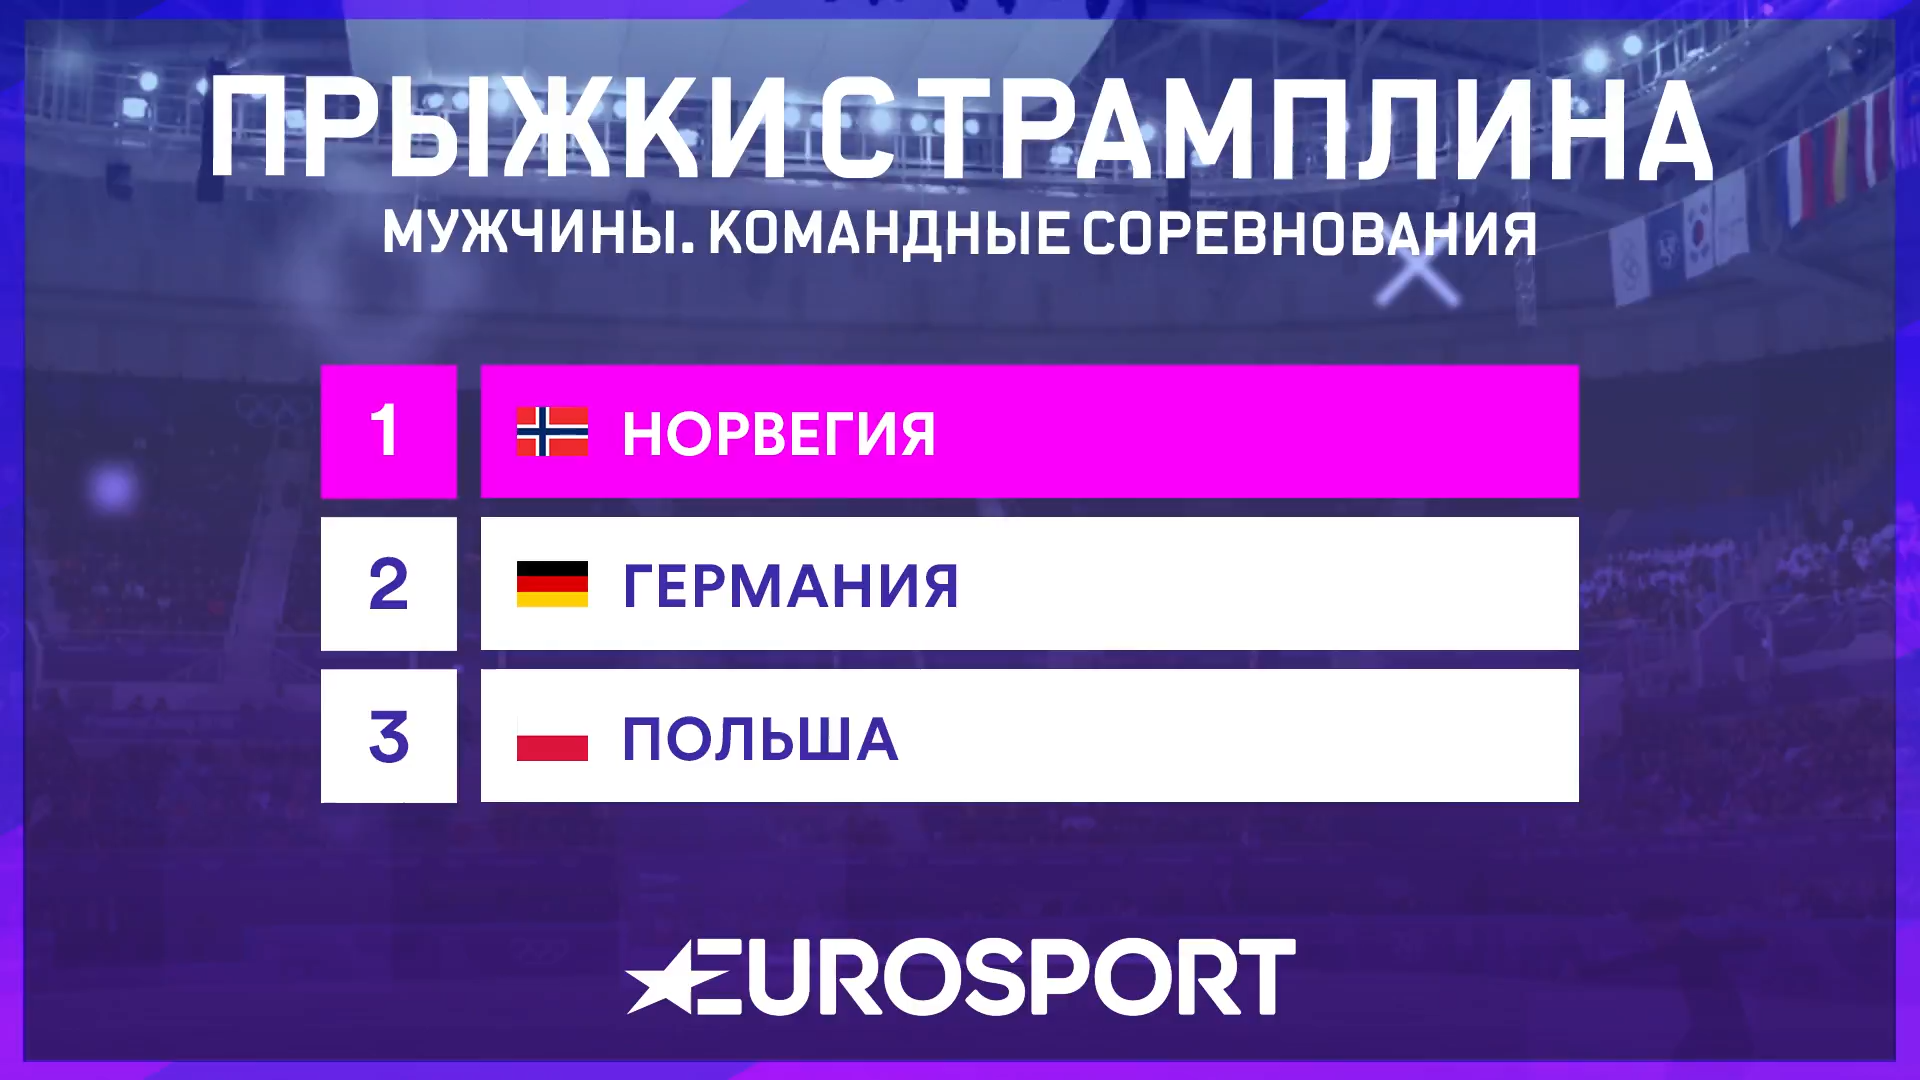 ПРЫЖКИ С ТРАМПЛИНА
МУЖЧИНЫ. КОМАНДНЫЕ СОРЕВНОВАНИЯ
1 НОРВЕГИЯ
2 ГЕРМАНИЯ
3 ПОЛЬША
EUROSPORT